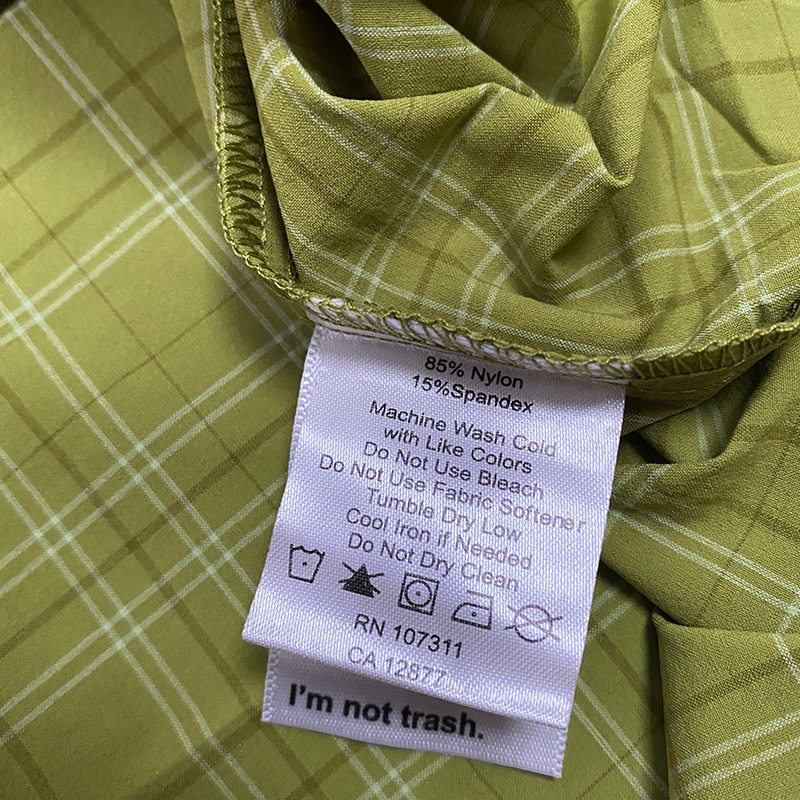 85% Nylon
15%Spandex
Machine Wash Cold
with Like Colors
Do Not Use Bleach
Do Not Use Fabric Softener
Tumble Dry Low
Cool Iron if Needed
Do Not Dry Clean
RN 107311
CA 12877
I'm not trash.